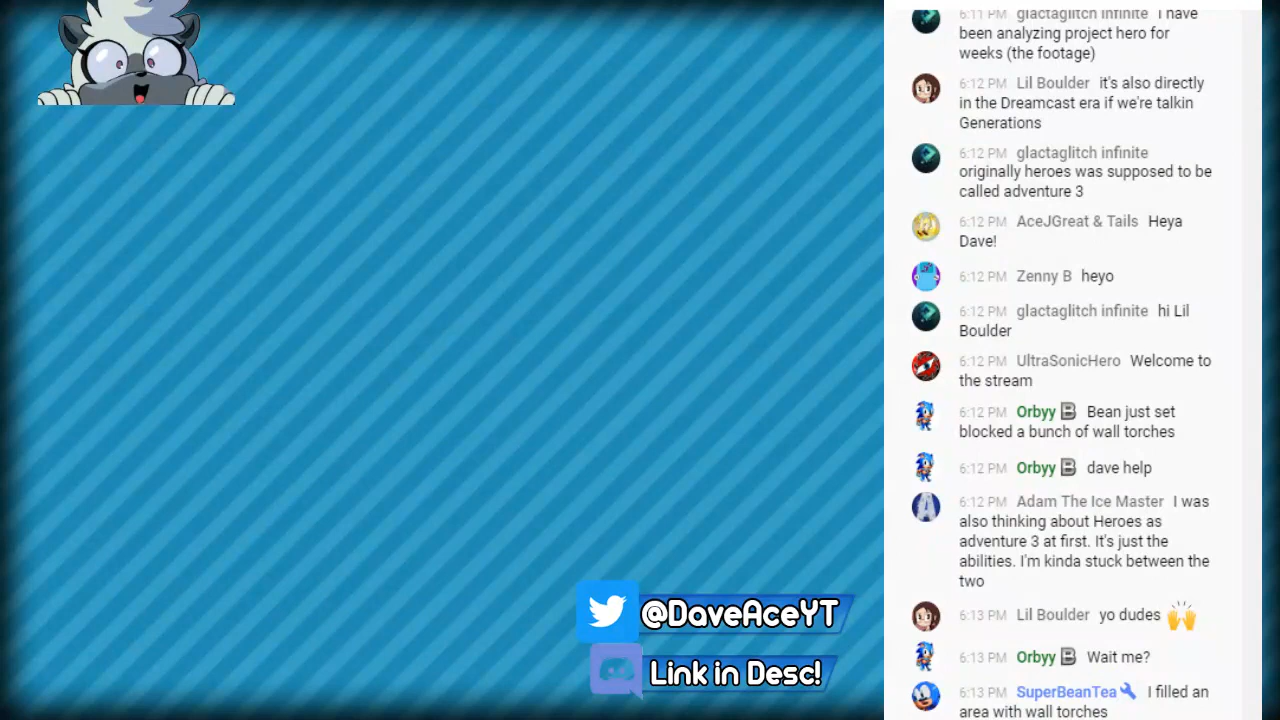 6:11 PM glactaglitch infinite I have
been analyzing project hero for
weeks (the footage)
6:12 PM Lil Boulder it's also directly
in the Dreamcast era if we're talkin
Generations
6:12 PM glactaglitch infinite
originally heroes was supposed to be
called adventure 3
6:12 PM AceJGreat & Tails Heya
Dave!
6:12 PM Zenny B heyo
6:12 PM glactaglitch infinite hi Lil
Boulder
6:12 PM UltraSonicHero Welcome to
the stream
6:12 PM Orbyy B Bean just set
blocked a bunch of wall torches
6:12 PM Orbyy B dave help
A
6:12 PM Adam The Ice Master I was
also thinking about Heroes as
adventure 3 at first. It's just the
abilities. I'm kinda stuck between the
two
6:13 PM Lil Boulder yo dudes 🙌
6:13 PM Orbyy B Wait me?
6:13 PM SuperBeanTea I filled an
area with wall torches
@DaveAceYT
Link in Desc!